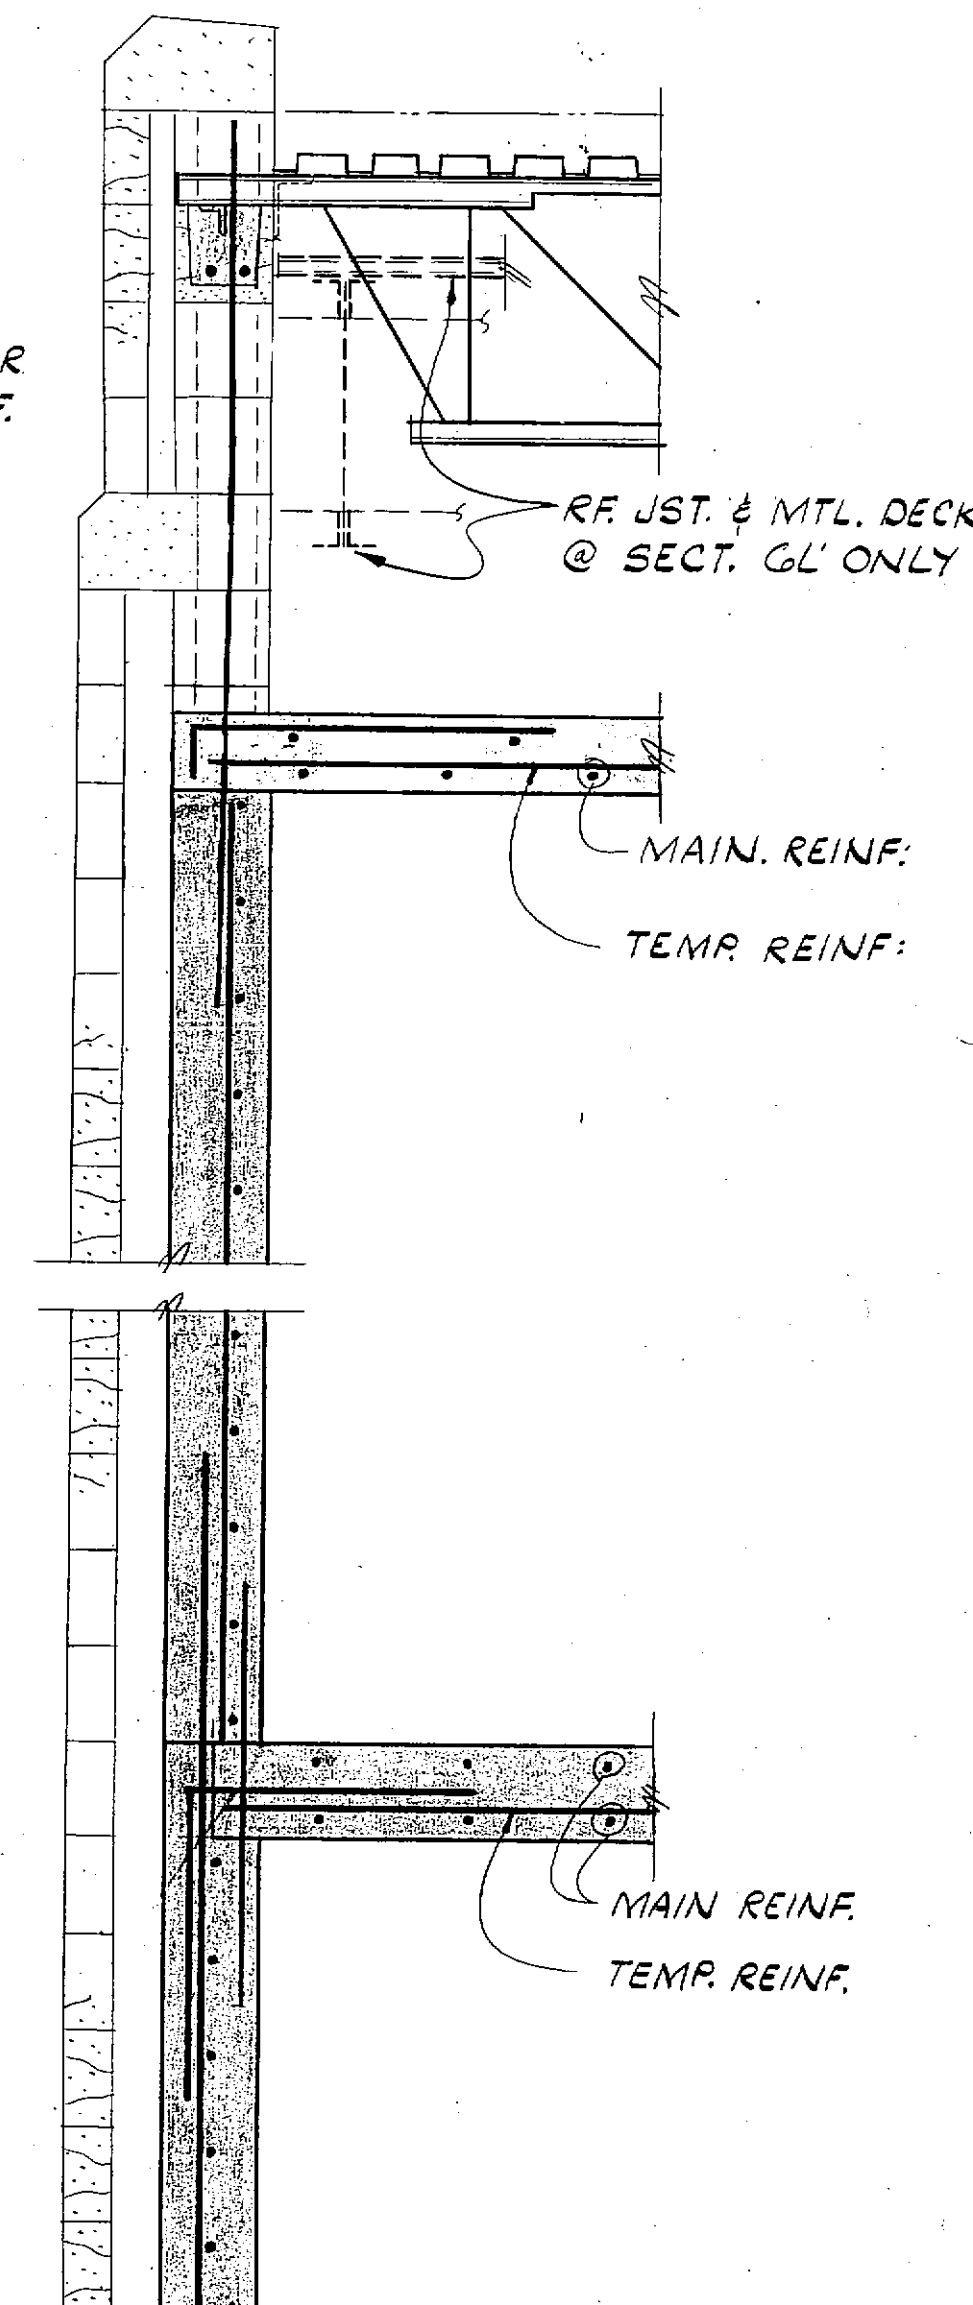 R
F.
RF. JST. & MTL. DECK
@ SECT. GL' ONLY
MAIN. REINF:
TEMP. REINF:
MAIN REINF.
TEMP. REINF.